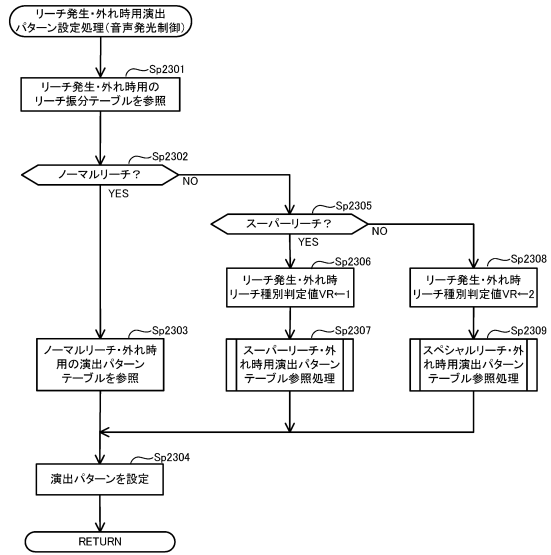 リーチ発生・外れ時用演出
パターン設定処理(音声発光制御)
Sp2301
リーチ発生・外れ時用の
リーチ振分テーブルを参照
Sp2302
ノーマルリーチ？
NO
YES
Sp2305
スーパーリーチ？
NO
YES
Sp2306
リーチ発生・外れ時
リーチ種別判定値VR←1
Sp2308
リーチ発生・外れ時
リーチ種別判定値VR←2
Sp2303
ノーマルリーチ・外れ時
用の演出パターン
テーブルを参照
Sp2307
スーパーリーチ・外
れ時用演出パターン
テーブル参照処理
Sp2309
スペシャルリーチ・外
れ時用演出パターン
テーブル参照処理
Sp2304
演出パターンを設定
RETURN